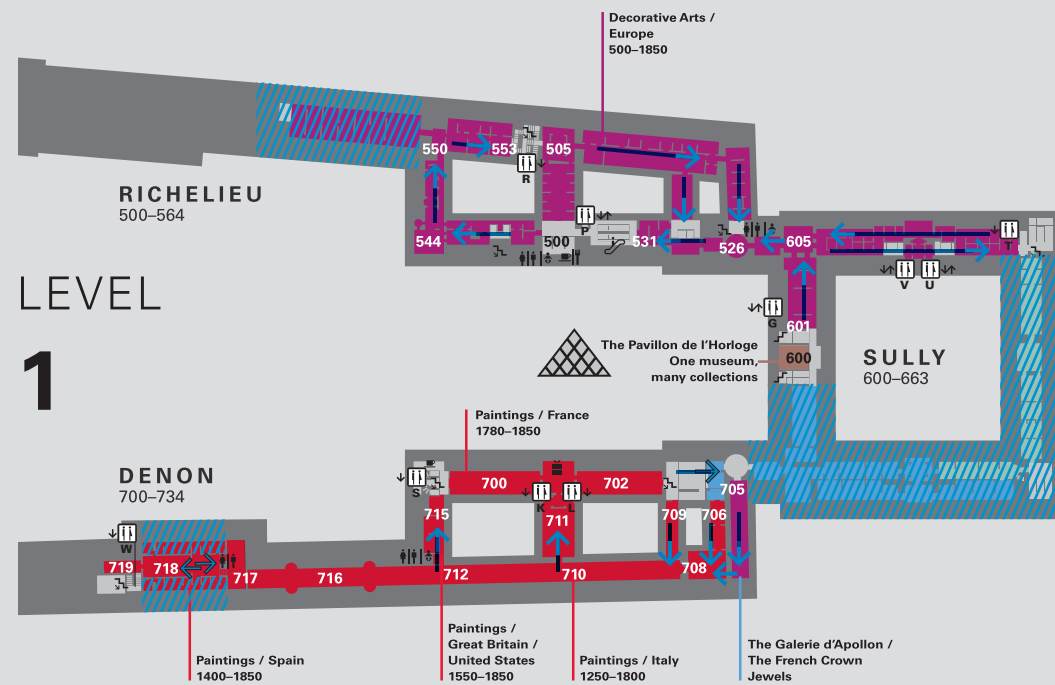 Decorative Arts /
Europe
500–1850
550
553
505
R
RICHELIEU
500–564
P
544
500
531
526
605
T
V
U
LEVEL
1
G
601
The Pavillon de l’Horloge
One museum,
many collections
600
SULLY
600–663
Paintings / France
1780–1850
DENON
700–734
S
700
K
L
702
705
715
711
709
706
W
719
718
717
716
712
710
708
Paintings / Spain
1400–1850
Paintings /
Great Britain /
United States
1550–1850
Paintings / Italy
1250–1800
The Galerie d’Apollon /
The French Crown
Jewels